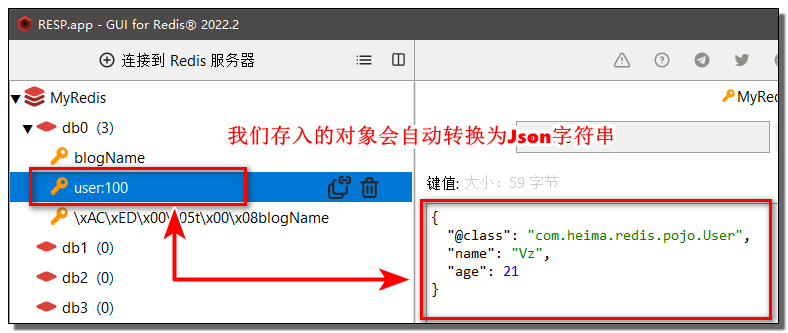 RESP.app - GUI for Redis® 2022.2
连接到 Redis 服务器
MyRedis
MyRed
db0 (3)
我们存入的对象会自动转换为Json字符串
blogName
user:100
键值: 大小: 59 字节
\xAC\xED\x00\x05t\x00\x08blogName
{
"@class": "com.heima.redis.pojo.User",
"name": "Vz",
"age": 21
}
db1 (0)
db2 (0)
db3 (0)